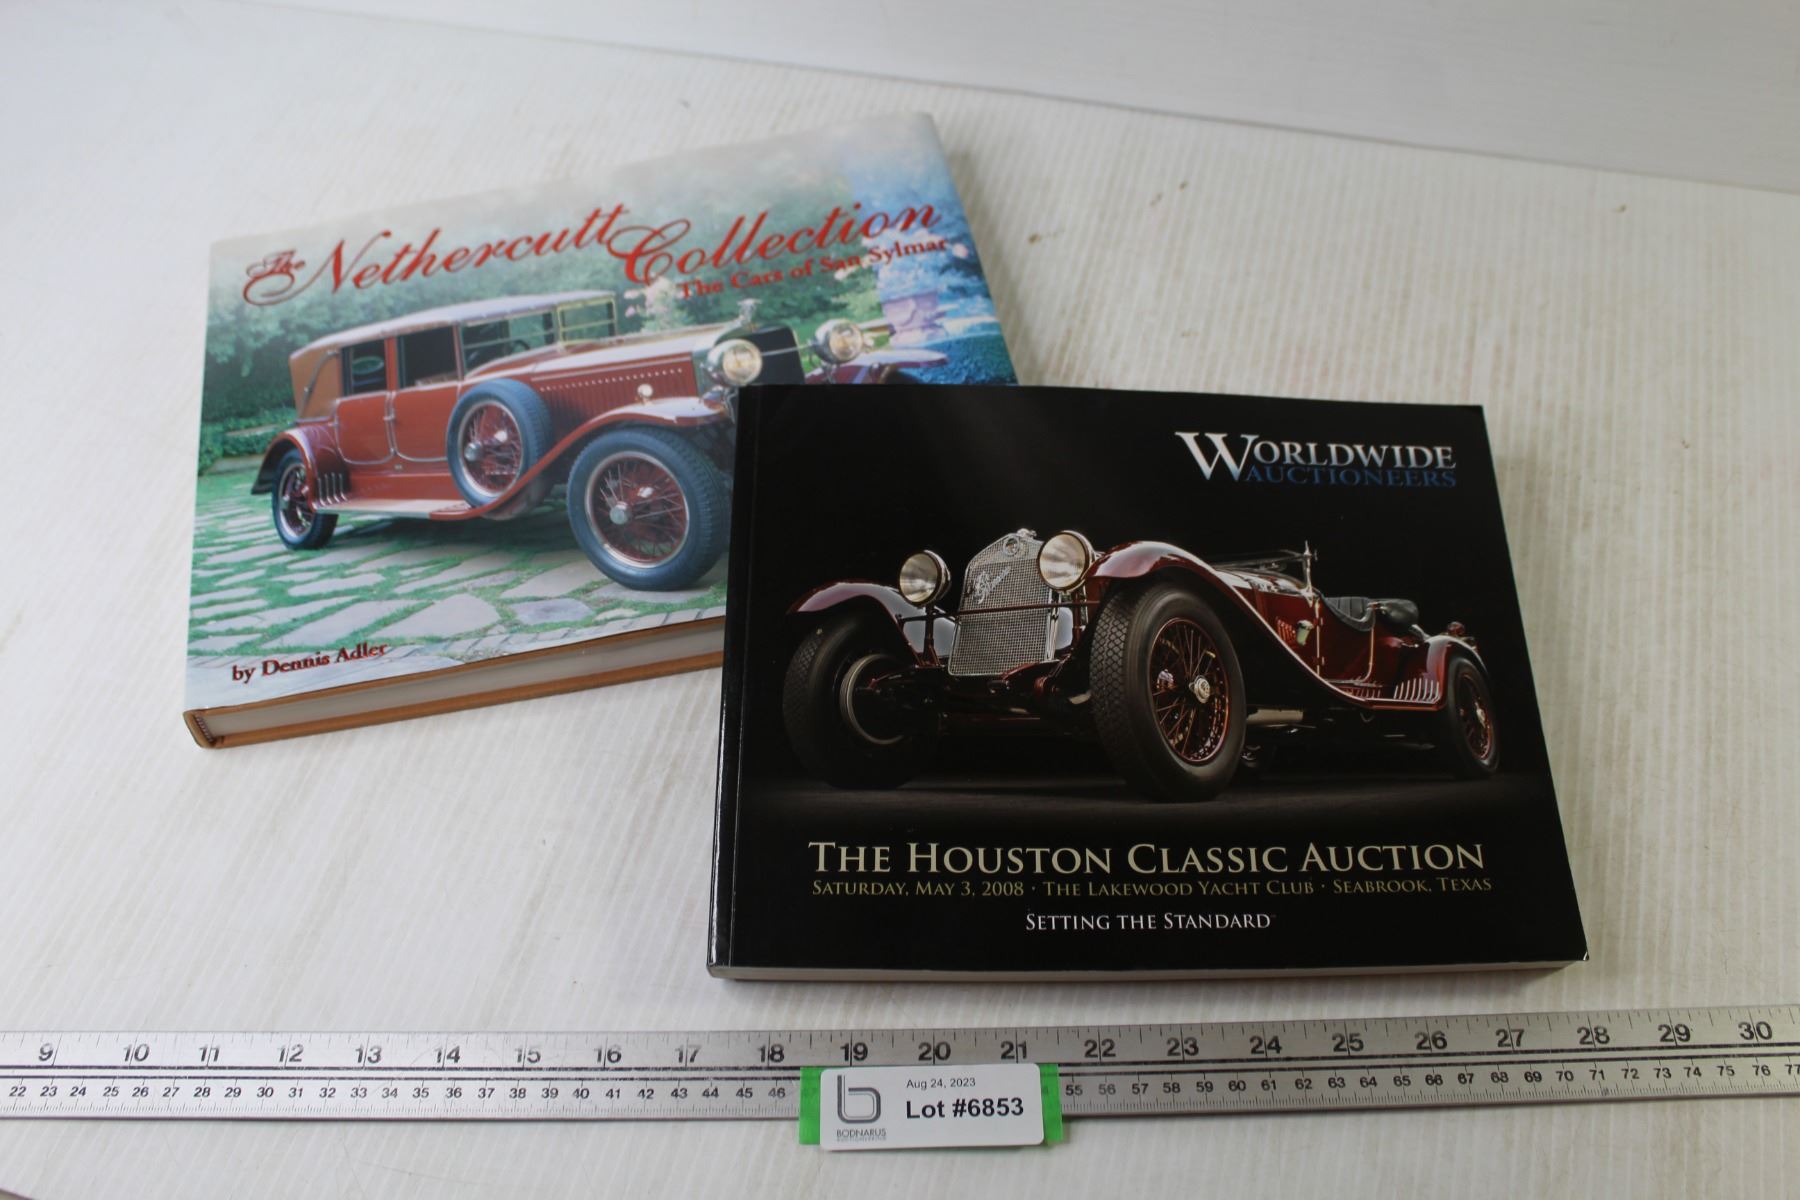 The Nethercutt Collection
The Cars of San Sylmar
by Dennis Adler
WORLDWIDE
AUCTIONEERS
THE HOUSTON CLASSIC AUCTION
SATURDAY, MAY 3, 2008 · THE LAKEWOOD YACHT CLUB · SEABROOK, TEXAS
SETTING THE STANDARD
9 10 11 12 13 14 15 16 17 18 19 20 21 22 23 24 25 26 27 28 29 30
22 23 24 25 26 27 28 29 30 31 32 33 34 35 36 37 38 39 40 41 42 43 44 45 46 55 56 57 58 59 60 61 62 63 64 65 66 67 68 69 70 71 72 73 74 75 76 77
Aug 24, 2023
Lot #6853
BODNARUS